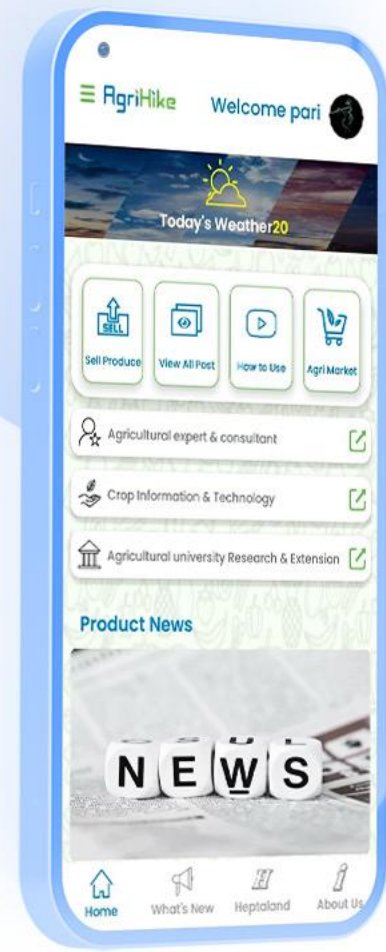 AgriHike
Welcome pari
Today's Weather20
SELL
Sell Produce
View All Post
How to Use
Agri Market
Agricultural expert & consultant
Crop Information & Technology
Agricultural university Research & Extension
Product News
NEWS
Home
What's New
Heptaland
About Us